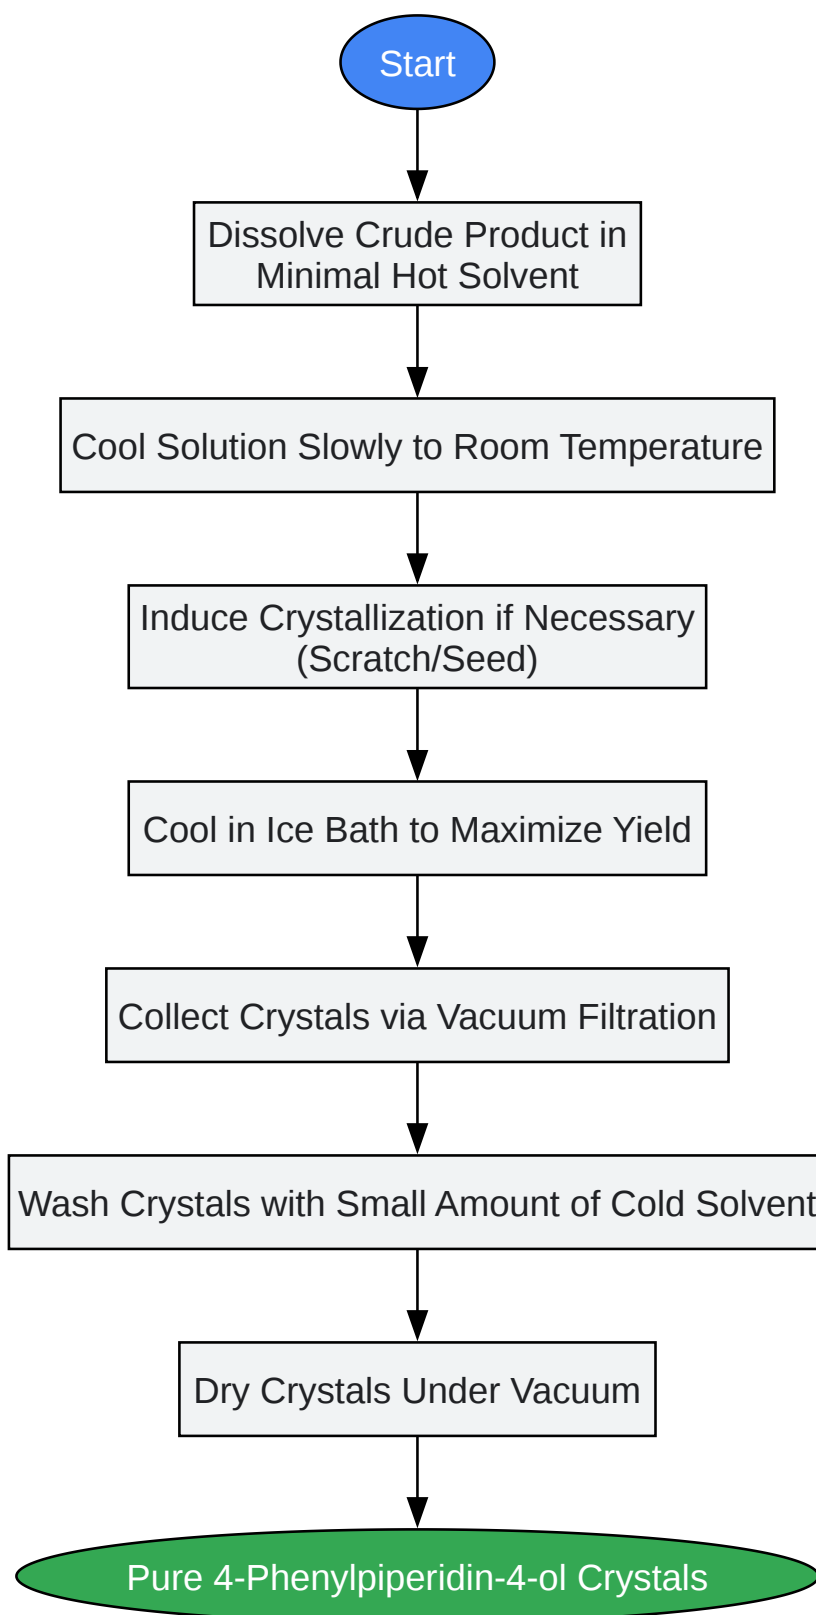 Start
Dissolve Crude Product in
Minimal Hot Solvent
Cool Solution Slowly to Room Temperature
Induce Crystallization if Necessary
(Scratch/Seed)
Cool in Ice Bath to Maximize Yield
Collect Crystals via Vacuum Filtration
Wash Crystals with Small Amount of Cold Solvent
Dry Crystals Under Vacuum
Pure 4-Phenylpiperidin-4-ol Crystals